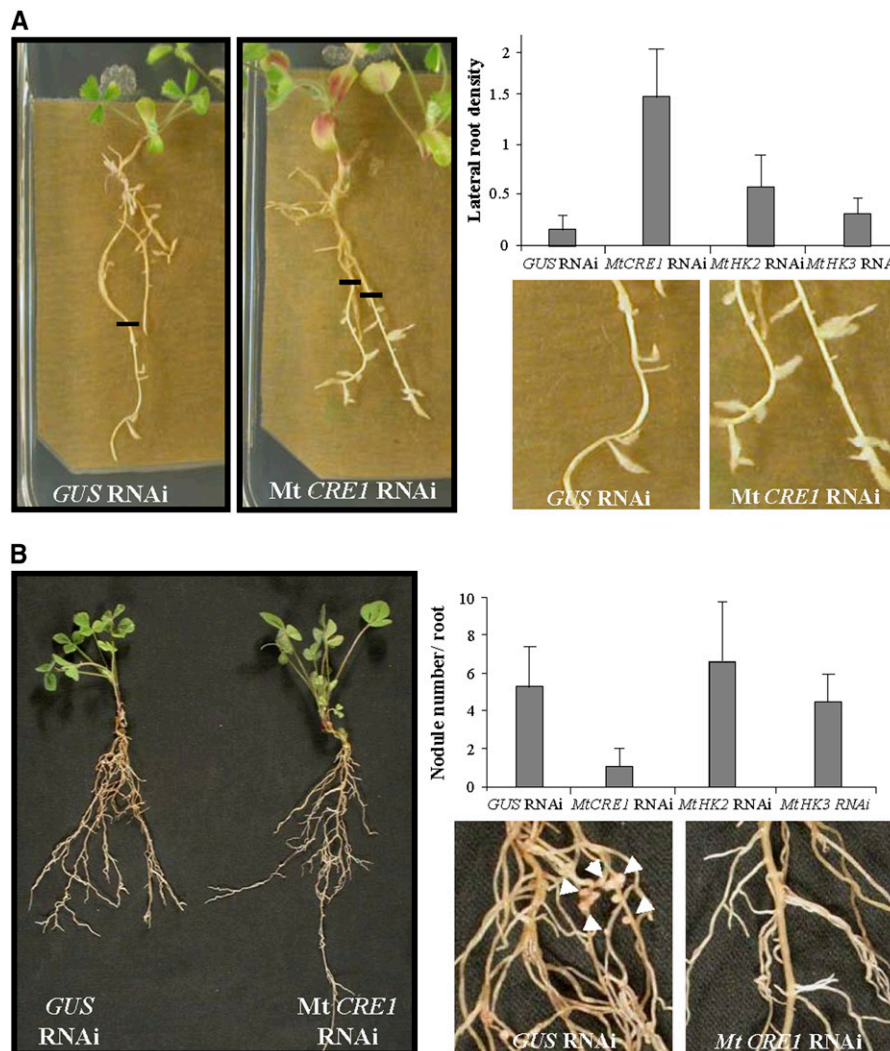 A
GUS RNAi
Mt CRE1 RNAi
Lateral root density
2
1.5
1
0.5
0
GUS RNAi MtCRE1 RNAi MtHK2 RNAi MtHK3 RNA
GUS RNAi
Mt CRE1 RNAi
B
GUS
RNAi
Mt CRE1
RNAi
Nodule number/ root
10
8
6
4
2
0
GUS RNAi MtCRE1 RNAi MtHK2 RNAi MtHK3 RNAi
GUS RNAi
Mt CRE1 RNAi